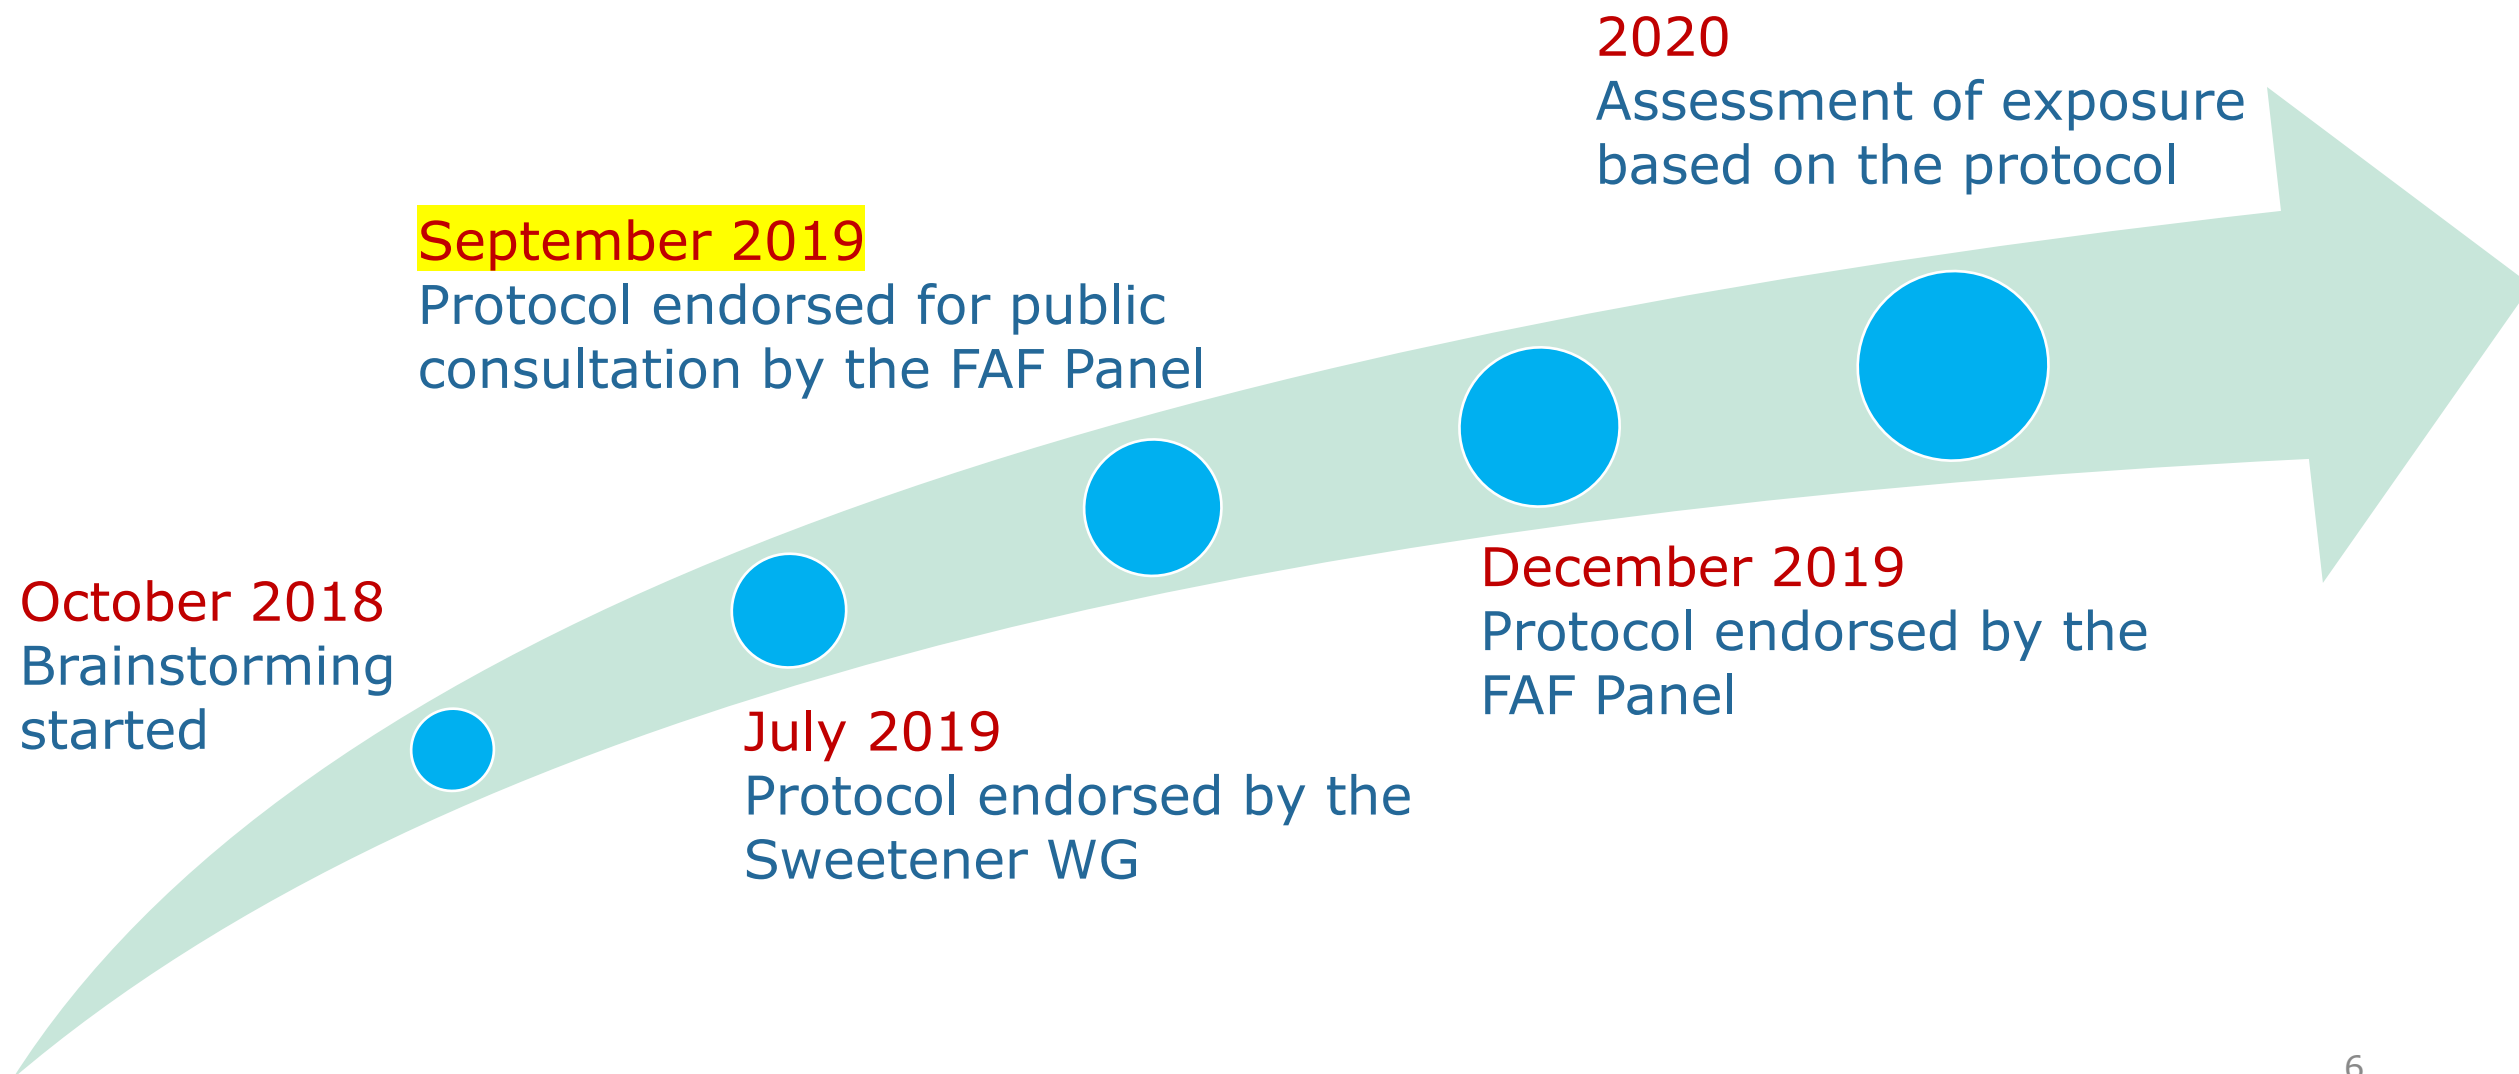 2020
Assessment of exposure
based on the protocol
September 2019
Protocol endorsed for public
consultation by the FAF Panel
October 2018
Brainstorming
started
July 2019
Protocol endorsed by the
Sweetener WG
December 2019
Protocol endorsed by the
FAF Panel
6